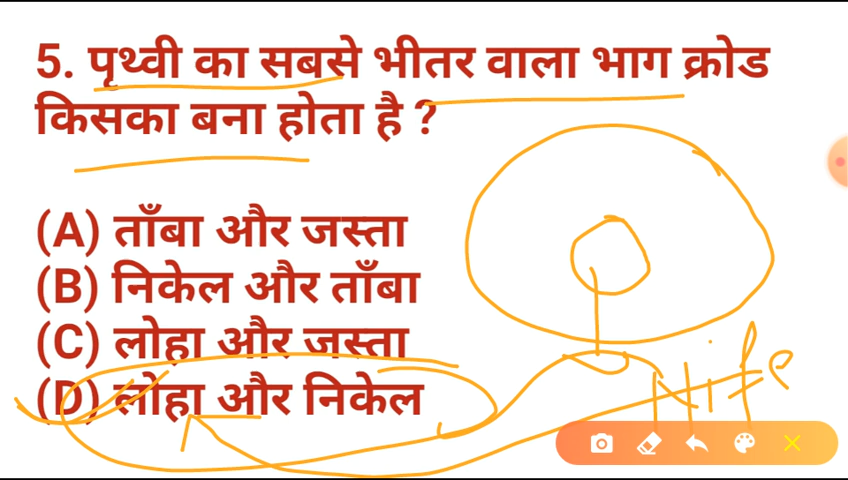 5. पृथ्वी का सबसे भीतर वाला भाग क्रोड
किसका बना होता है ?
(A) ताँबा और जस्ता
(B) निकेल और ताँबा
(C) लोहा और जस्ता
(D) लोहा और निकेल
Nife